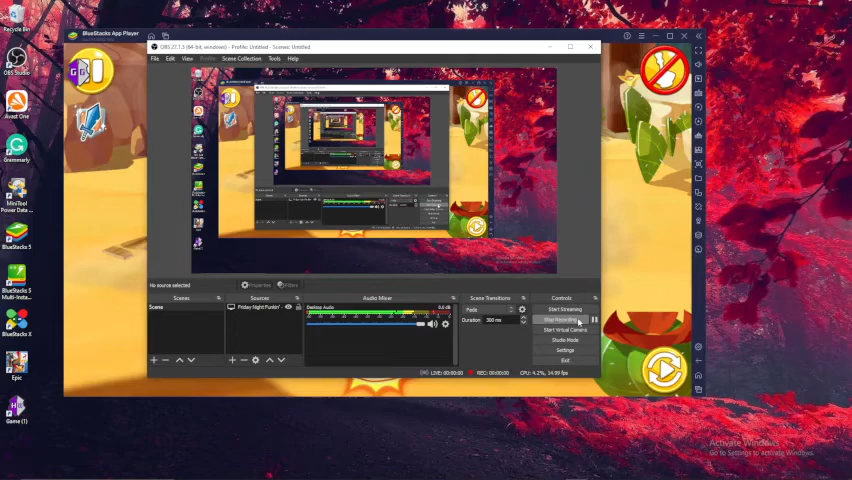 Recycle Bin
OBS Studio
Avast One
Grammarly
MiniTool
Power Data ...
BlueStacks 5
BlueStacks 5
Multi-Insta...
BlueStacks X
Epic
Game (1)
BlueStacks App Player
OBS 27.1.3 (64-bit, windows) - Profile: Untitled - Scenes: Untitled
File Edit View Profile Scene Collection Tools Help
No source selected
Properties Filters
Scenes Sources Audio Mixer Scene Transitions Controls
Scene
Friday Night Funkin'
Desktop Audio 0.0 dB
Fade
Duration 300 ms
Start Streaming
Stop Recording
Start Virtual Camera
Studio Mode
Settings
Exit
LIVE: 00:00:00 REC: 00:00:00 CPU: 4.2%, 14.99 fps
Activate Windows
Go to Settings to activate Windows.